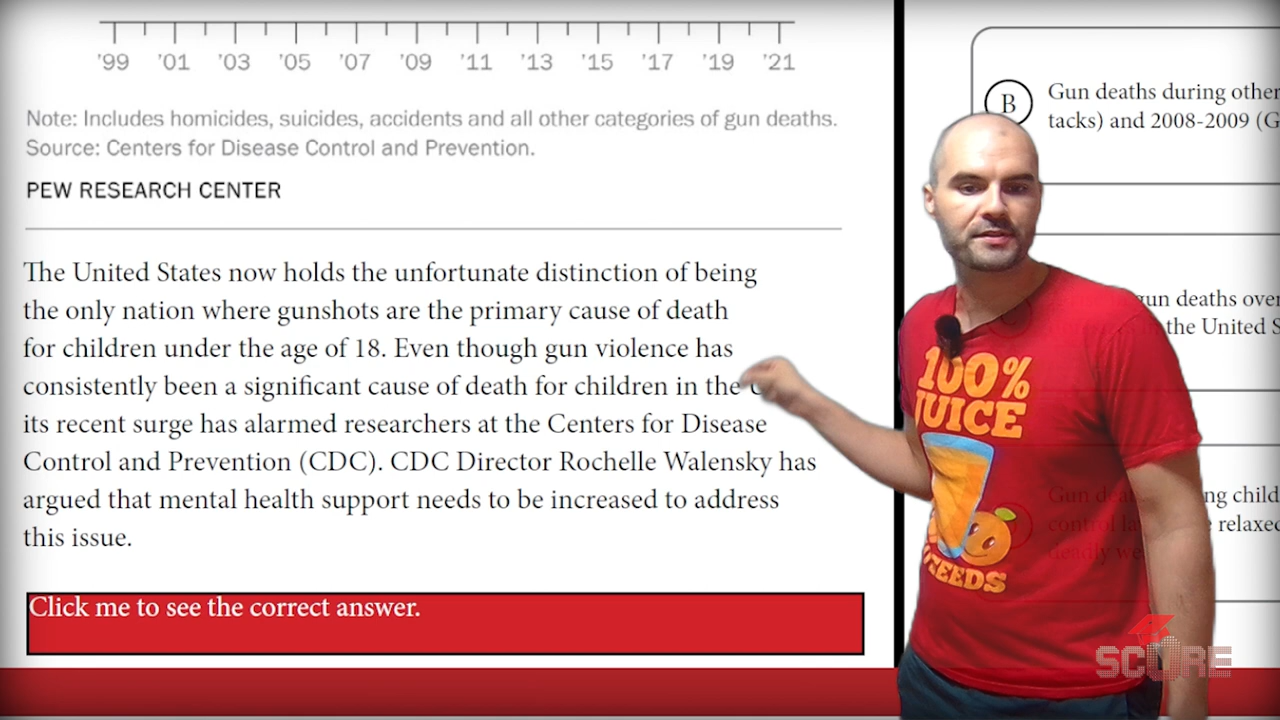 '99 '01 '03 '05 '07 '09 '11 '13 '15 '17 '19 '21
Note: Includes homicides, suicides, accidents and all other categories of gun deaths.
Source: Centers for Disease Control and Prevention.
PEW RESEARCH CENTER
The United States now holds the unfortunate distinction of being
the only nation where gunshots are the primary cause of death
for children under the age of 18. Even though gun violence has
consistently been a significant cause of death for children in the
its recent surge has alarmed researchers at the Centers for Disease
Control and Prevention (CDC). CDC Director Rochelle Walensky has
argued that mental health support needs to be increased to address
this issue.
Click me to see the correct answer.
B
Gun deaths during other
tacks) and 2008-2009 (G
gun deaths over
the United S
Gun
ng child
control
relaxed
deadly
100%
JUICE
SCORE